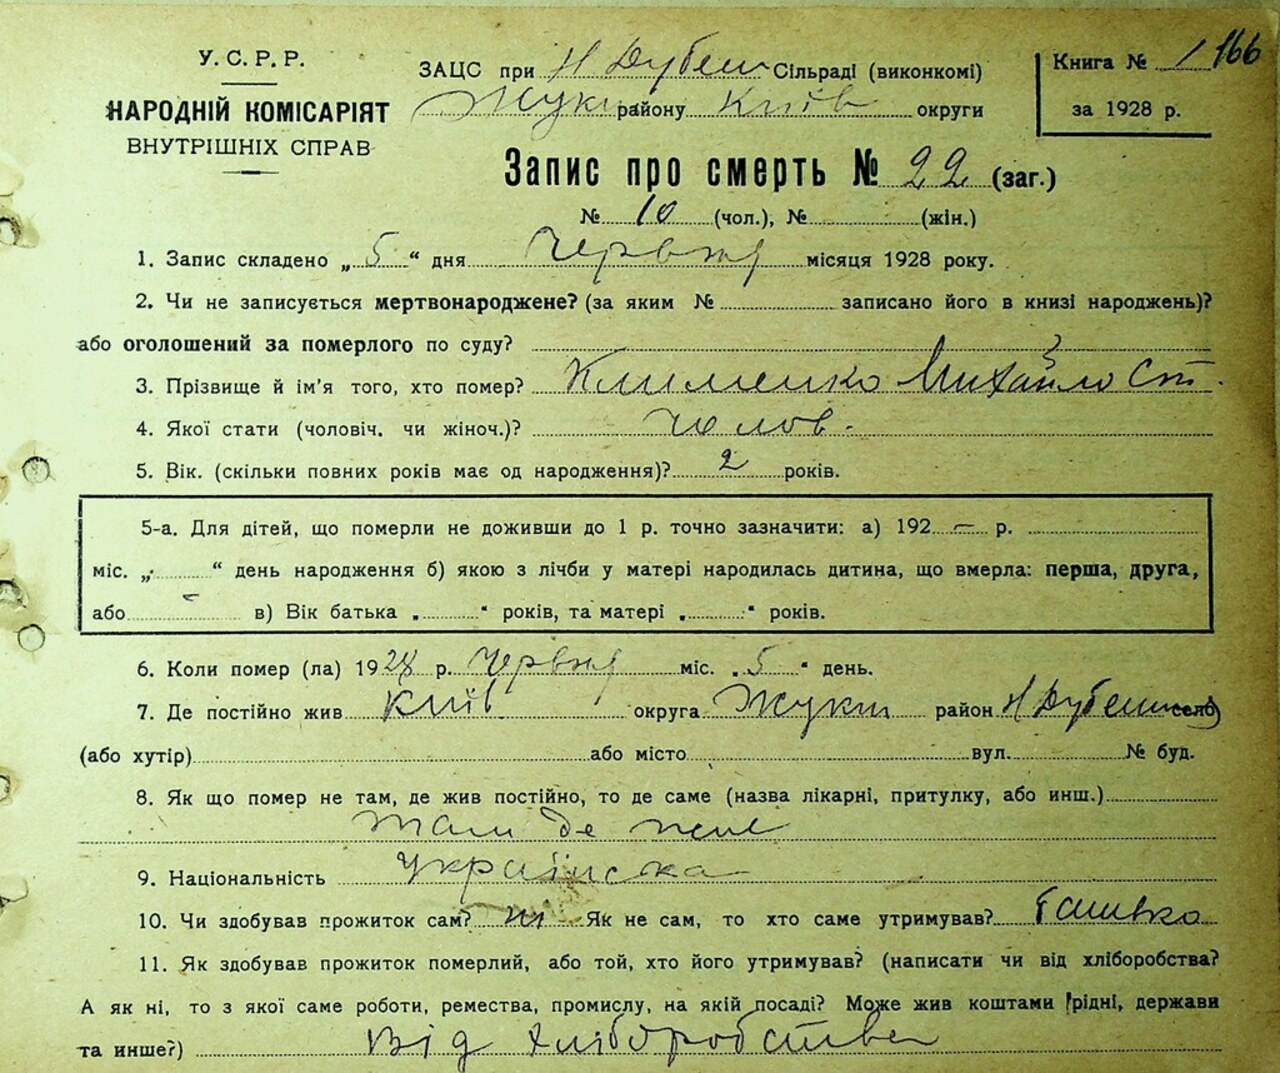 У. С. Р. Р.
НАРОДНІЙ КОМІСАРІЯТ
ВНУТРІШНІХ СПРАВ
ЗАЦС при Н Дубеш Сільраді (виконкомі)
Жукин району Київ округи
Книга № 1 166
за 1928 р.
Запис про смерть № 22 (заг.)
№ 10 (чол.), № (жін.)
1. Запис складено „ 5 “ дня Червня місяця 1928 року.
2. Чи не записується мертвонароджене? (за яким № записано його в книзі народжень)?
або оголошений за померлого по суду?
3. Прізвище й ім'я того, хто помер? Клименко Михайло Ст.
4. Якої стати (чоловіч. чи жіноч.)? Чолов.
5. Вік. (скільки повних років має од народження)? 2 років.
5-а. Для дітей, що померли не доживши до 1 р. точно зазначити: а) 192 – р.
міс. „ “ день народження б) якою з лічби у матері народилась дитина, що вмерла: перша, друга,
або – в) Вік батька „ “ років, та матері „ “ років.
6. Коли помер (ла) 1928 р. Червня міс. „ 5 “ день.
7. Де постійно жив Київ округа Жукин район Н Дубеш село
(або хутір) або місто вул. № буд.
8. Як що помер не там, де жив постійно, то де саме (назва лікарні, притулку, або инш.)
Там де жив
9. Національність Українська
10. Чи здобував прожиток сам? ні Як не сам, то хто саме утримував? Батько
11. Як здобував прожиток померлий, або той, хто його утримував? (написати чи від хліборобства?
А як ні, то з якої саме роботи, ремества, промислу, на якій посаді? Може жив коштами рідні, держави
та инше?) Від хліборобства